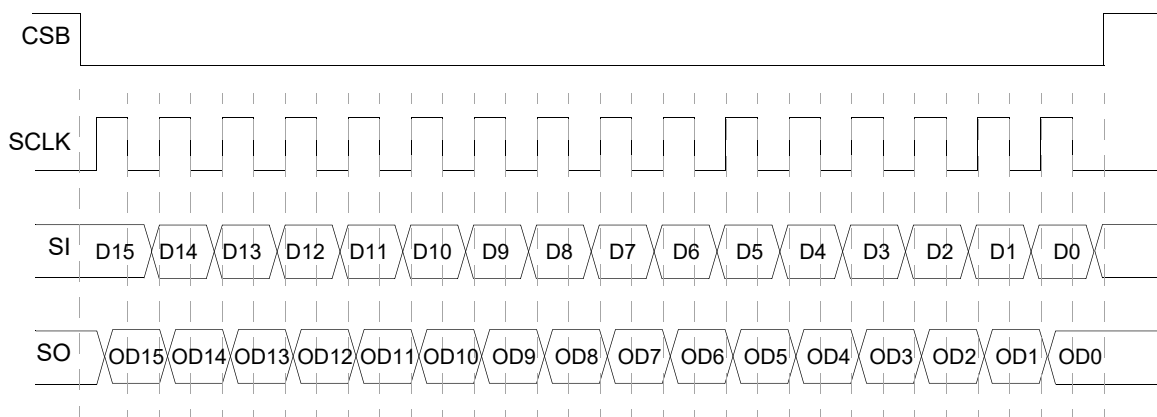 CSB
SCLK
SI D15 D14 D13 D12 D11 D10 D9 D8 D7 D6 D5 D4 D3 D2 D1 D0
SO OD15 OD14 OD13 OD12 OD11 OD10 OD9 OD8 OD7 OD6 OD5 OD4 OD3 OD2 OD1 OD0